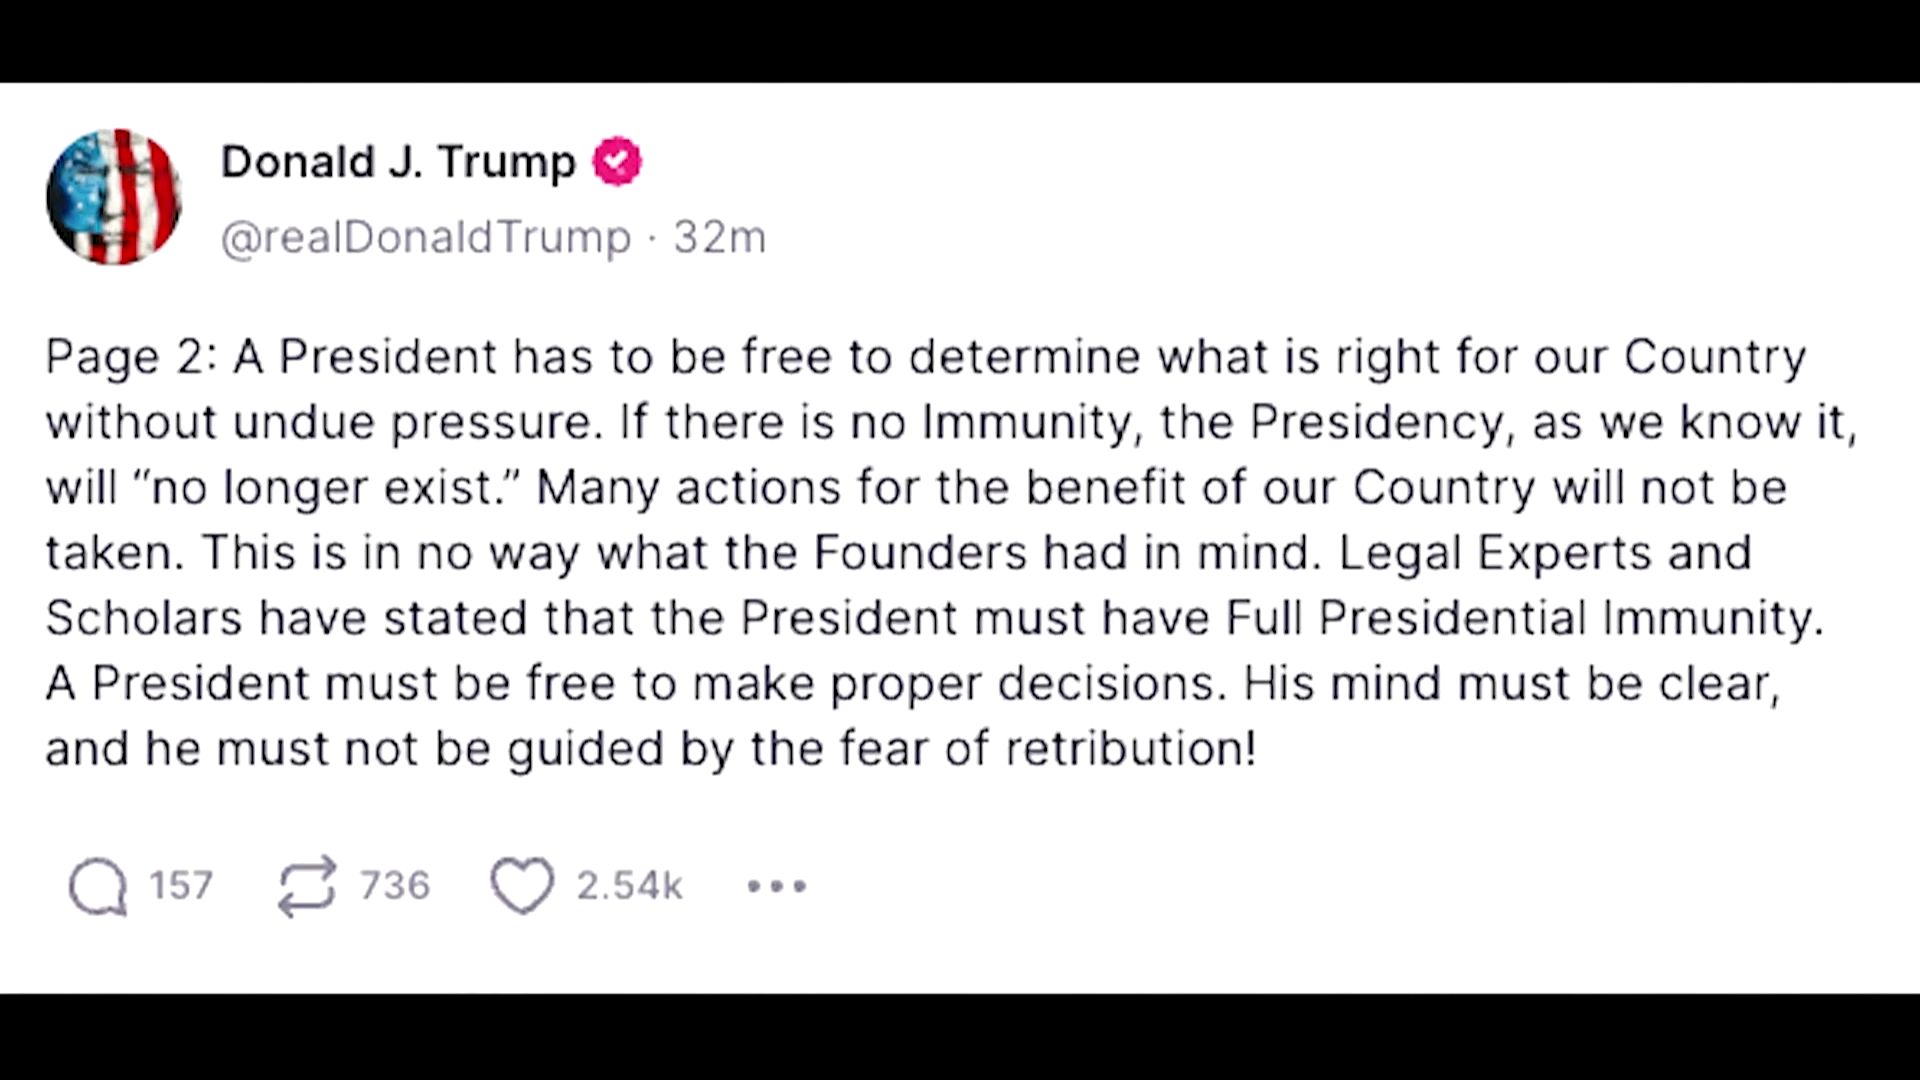 Donald J. Trump
@realDonaldTrump · 32m
Page 2: A President has to be free to determine what is right for our Country
without undue pressure. If there is no Immunity, the Presidency, as we know it,
will “no longer exist.” Many actions for the benefit of our Country will not be
taken. This is in no way what the Founders had in mind. Legal Experts and
Scholars have stated that the President must have Full Presidential Immunity.
A President must be free to make proper decisions. His mind must be clear,
and he must not be guided by the fear of retribution!
157 736 2.54k